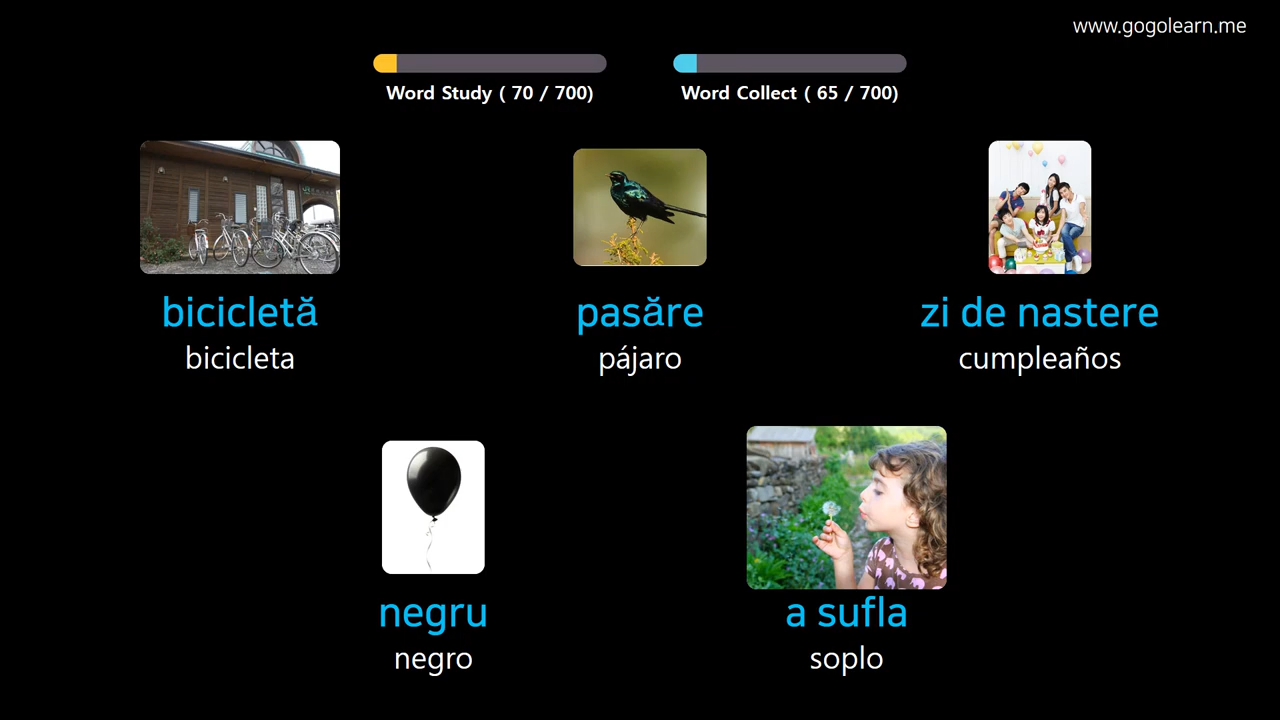 www.gogolearn.me
Word Study ( 70 / 700)
Word Collect ( 65 / 700)
bicicletă
bicicleta
pasăre
pájaro
zi de nastere
cumpleaños
negru
negro
a sufla
soplo